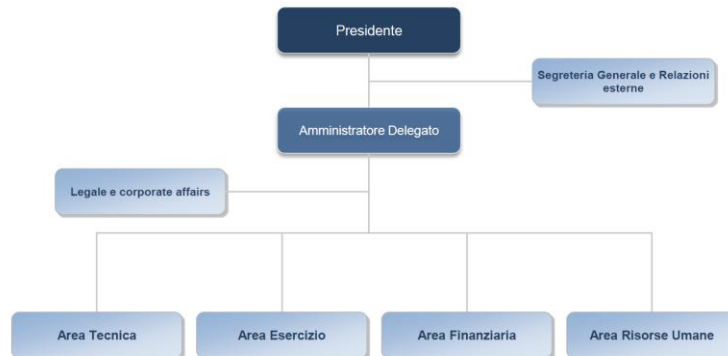 Presidente
Segreteria Generale e Relazioni
esterne
Amministratore Delegato
Legale e corporate affairs
Area Tecnica
Area Esercizio
Area Finanziaria
Area Risorse Umane